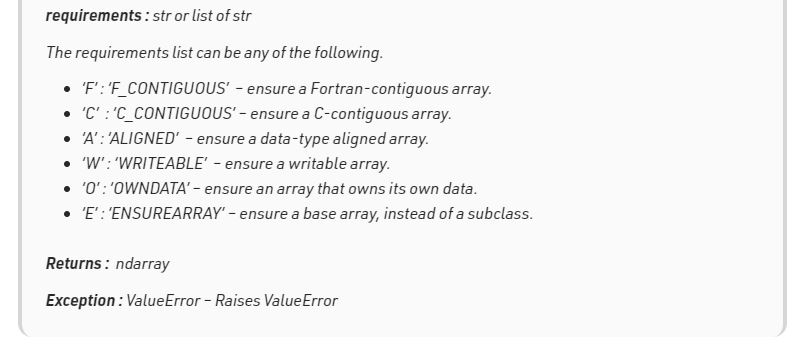 requirements : str or list of str
The requirements list can be any of the following.
• ‘F’ : ‘F_CONTIGUOUS’ – ensure a Fortran-contiguous array.
• ‘C’ : ‘C_CONTIGUOUS’ – ensure a C-contiguous array.
• ‘A’ : ‘ALIGNED’ – ensure a data-type aligned array.
• ‘W’ : ‘WRITEABLE’ – ensure a writable array.
• ‘O’ : ‘OWNDATA’ – ensure an array that owns its own data.
• ‘E’ : ‘ENSUREARRAY’ – ensure a base array, instead of a subclass.
Returns : ndarray
Exception : ValueError – Raises ValueError